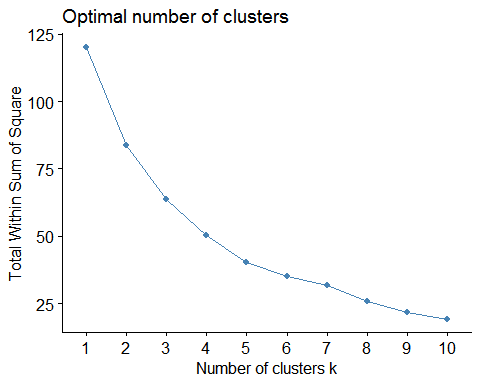 Optimal number of clusters
Total Within Sum of Square
125
100
75
50
25
1 2 3 4 5 6 7 8 9 10
Number of clusters k